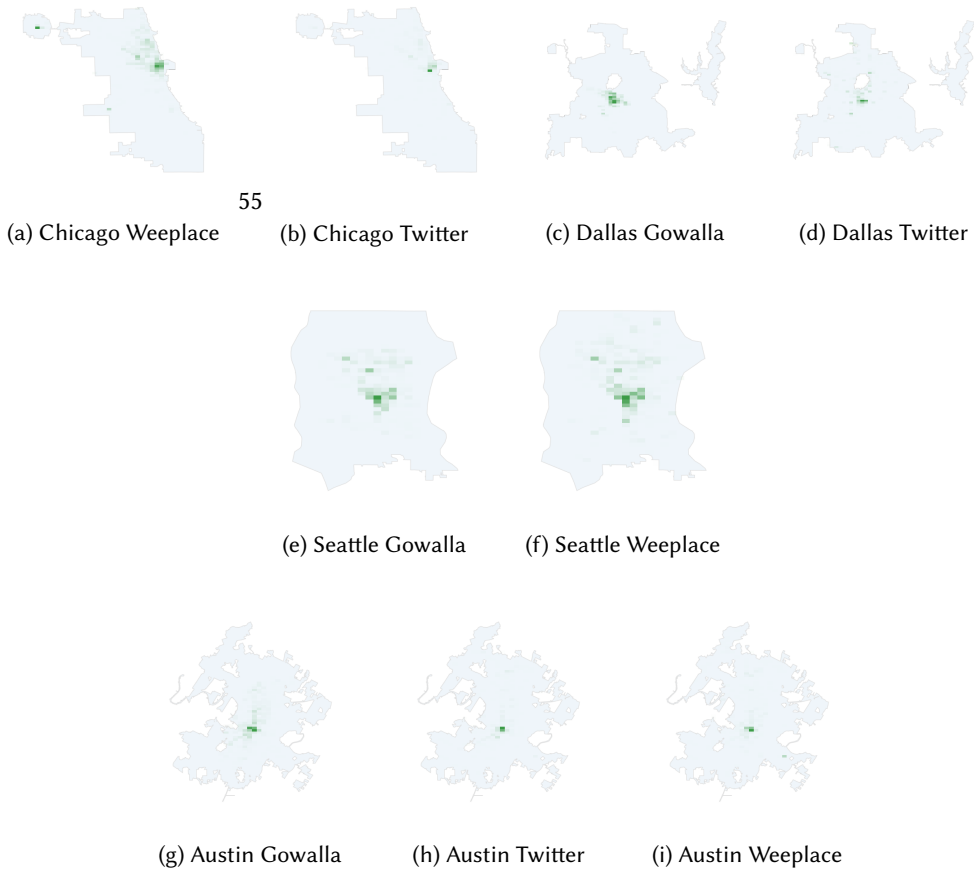 55
(a) Chicago Weeplace (b) Chicago Twitter (c) Dallas Gowalla (d) Dallas Twitter
(e) Seattle Gowalla (f) Seattle Weeplace
(g) Austin Gowalla (h) Austin Twitter (i) Austin Weeplace